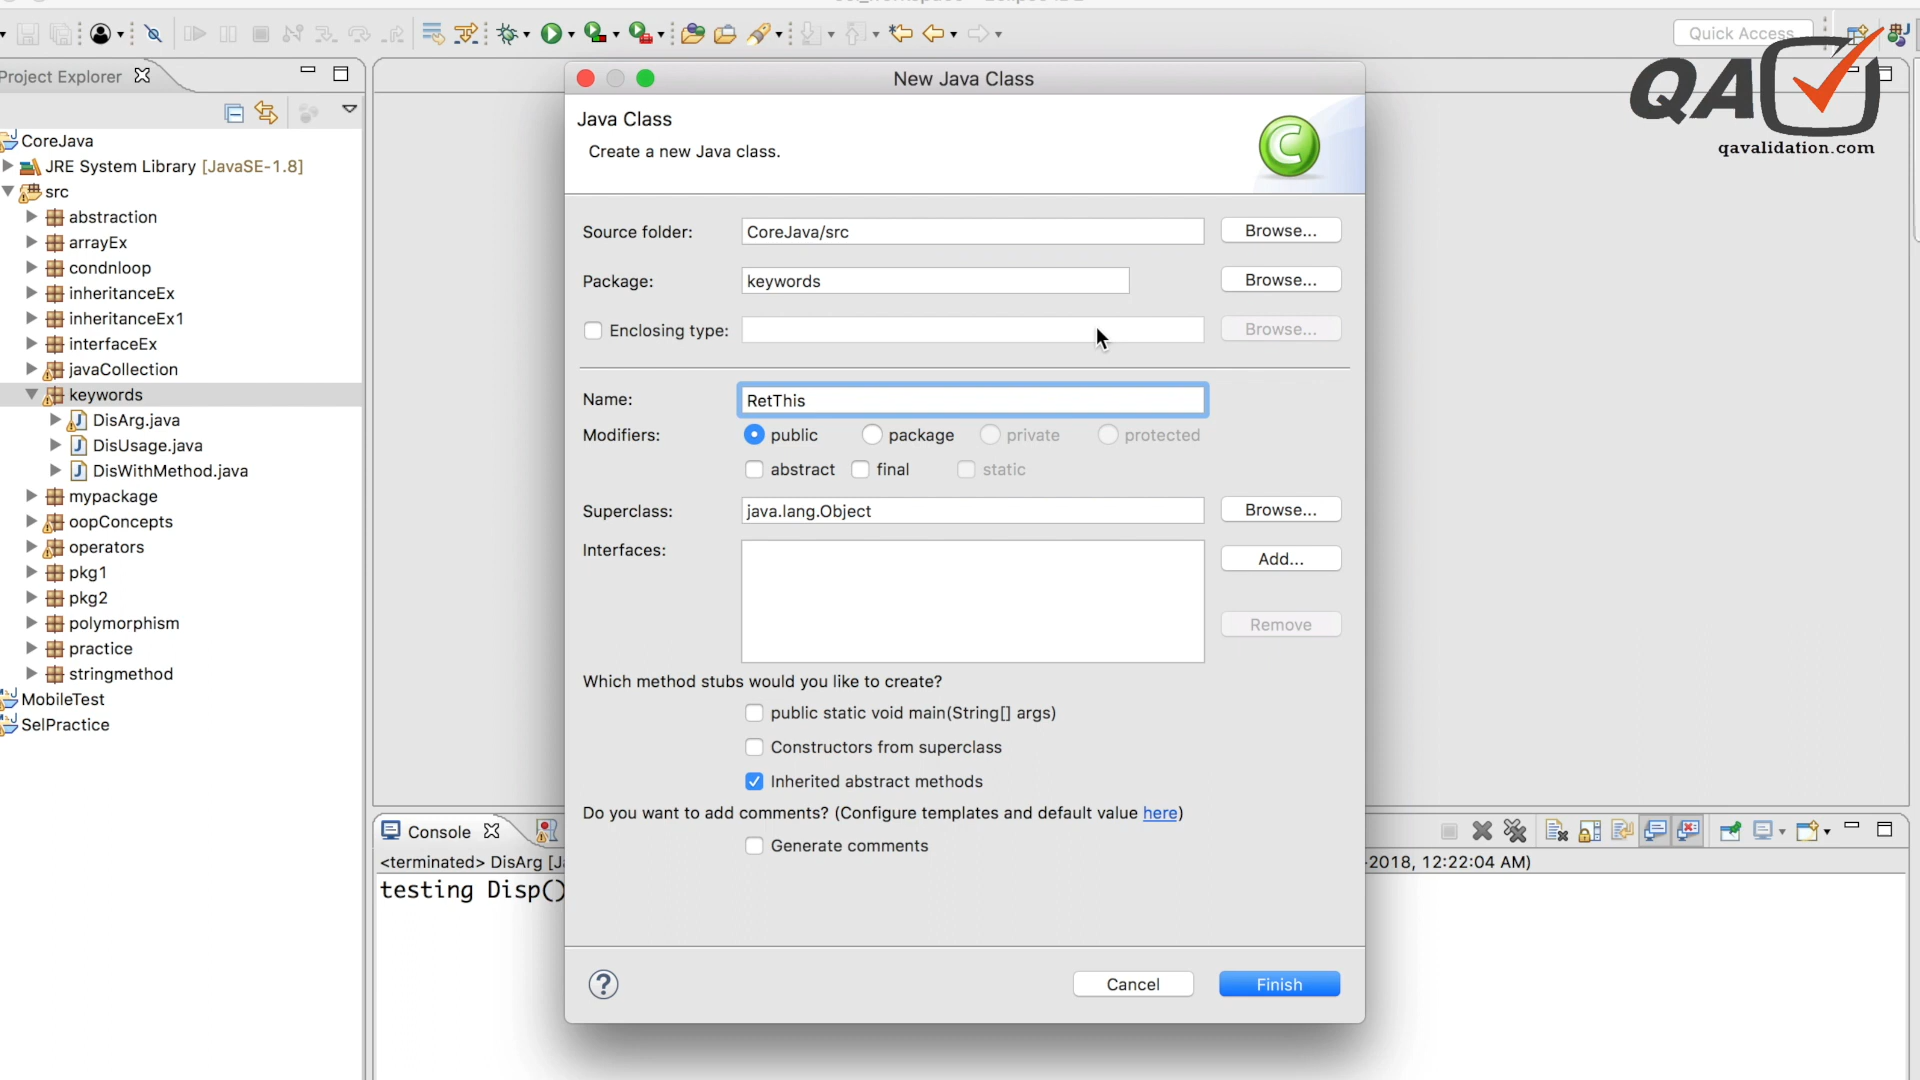 Quick Access
QA
qavalidation.com
Project Explorer
CoreJava
JRE System Library [JavaSE-1.8]
src
abstraction
arrayEx
condnloop
inheritanceEx
inheritanceEx1
interfaceEx
javaCollection
keywords
DisArg.java
DisUsage.java
DisWithMethod.java
mypackage
oopConcepts
operators
pkg1
pkg2
polymorphism
practice
stringmethod
MobileTest
SelPractice
New Java Class
Java Class
Create a new Java class.
C
Source folder: CoreJava/src Browse...
Package: keywords Browse...
Enclosing type: Browse...
Name: RetThis
Modifiers: public package private protected
abstract final static
Superclass: java.lang.Object Browse...
Interfaces: Add...
Remove
Which method stubs would you like to create?
public static void main(String[] args)
Constructors from superclass
Inherited abstract methods
Do you want to add comments? (Configure templates and default value here)
Generate comments
? Cancel Finish
Console
<terminated> DisArg [J
-2018, 12:22:04 AM)
testing Disp()